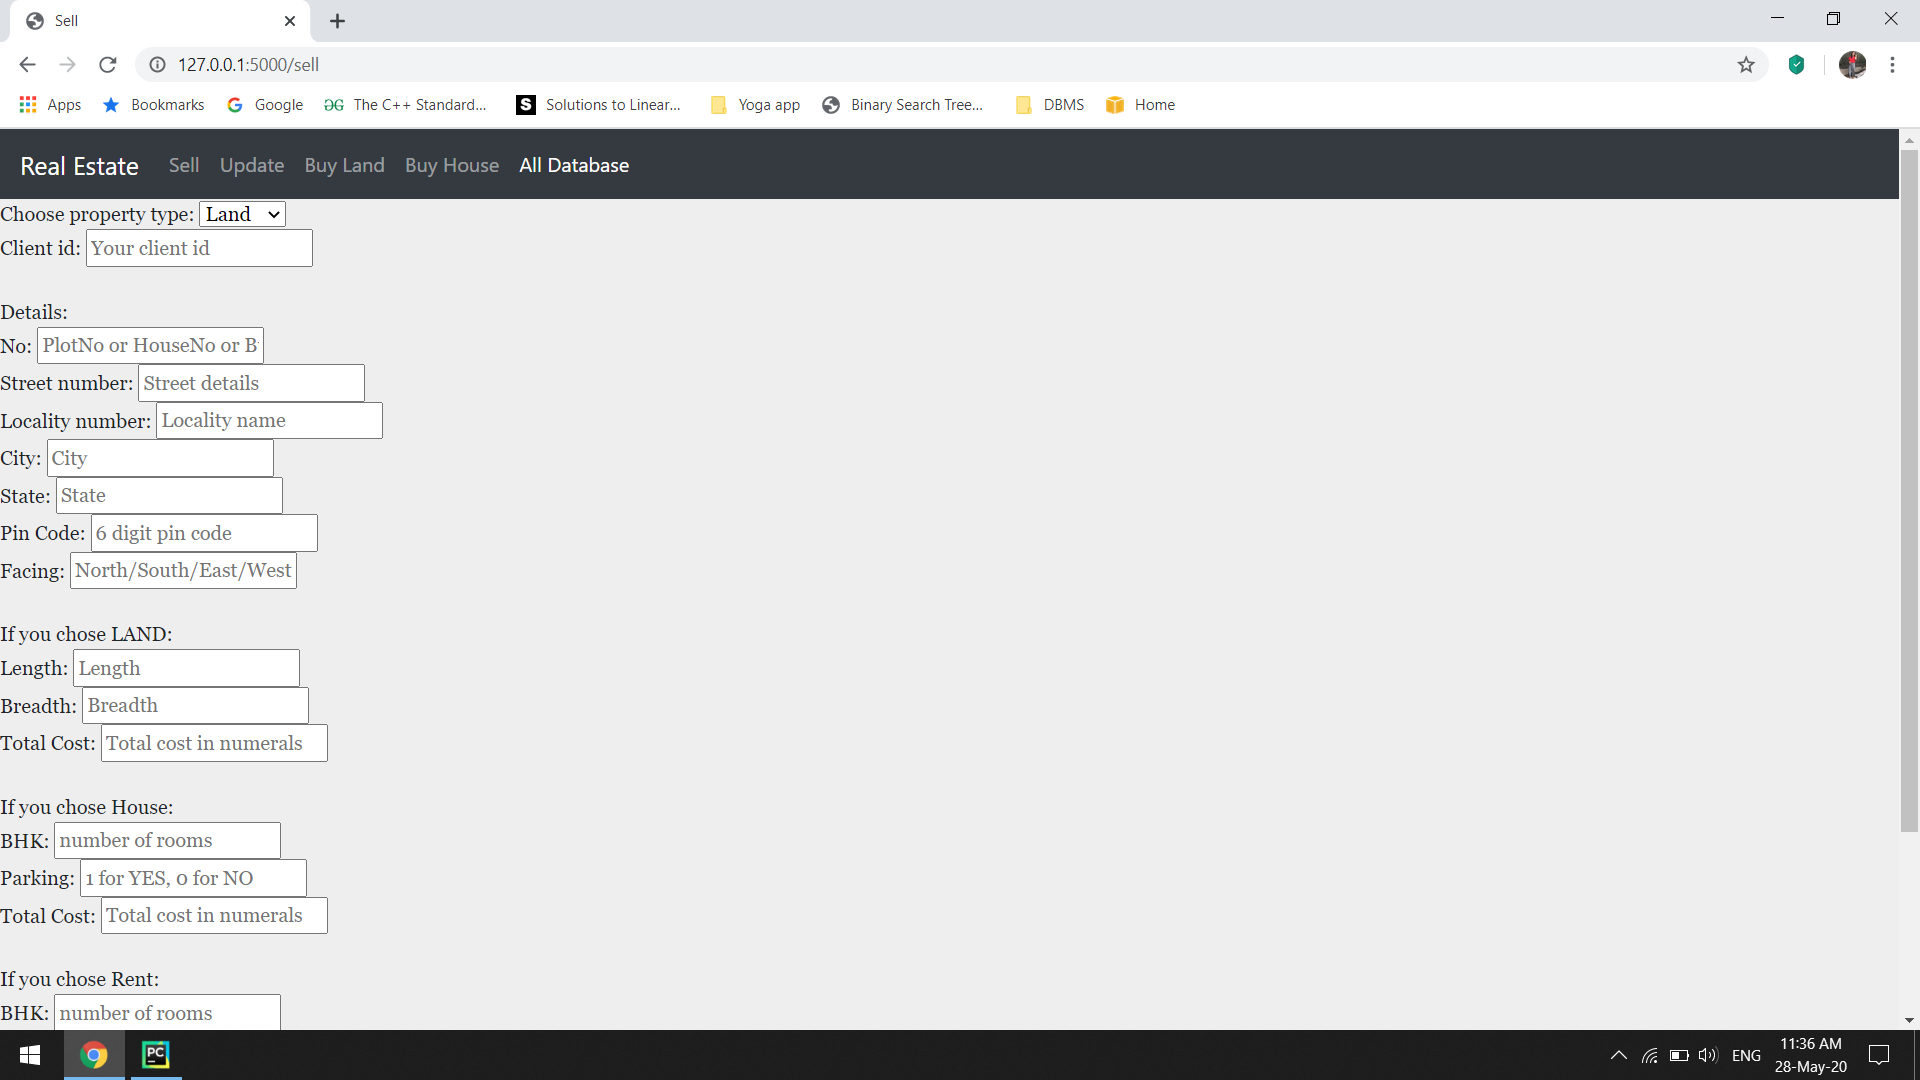 Sell
127.0.0.1:5000/sell
Apps Bookmarks Google The C++ Standard... S Solutions to Linear... Yoga app Binary Search Tree... DBMS Home
Real Estate Sell Update Buy Land Buy House All Database
Choose property type: Land
Client id: Your client id
Details:
No: PlotNo or HouseNo or B
Street number: Street details
Locality number: Locality name
City: City
State: State
Pin Code: 6 digit pin code
Facing: North/South/East/West
If you chose LAND:
Length: Length
Breadth: Breadth
Total Cost: Total cost in numerals
If you chose House:
BHK: number of rooms
Parking: 1 for YES, 0 for NO
Total Cost: Total cost in numerals
If you chose Rent:
BHK: number of rooms
PC
ENG
11:36 AM
28-May-20